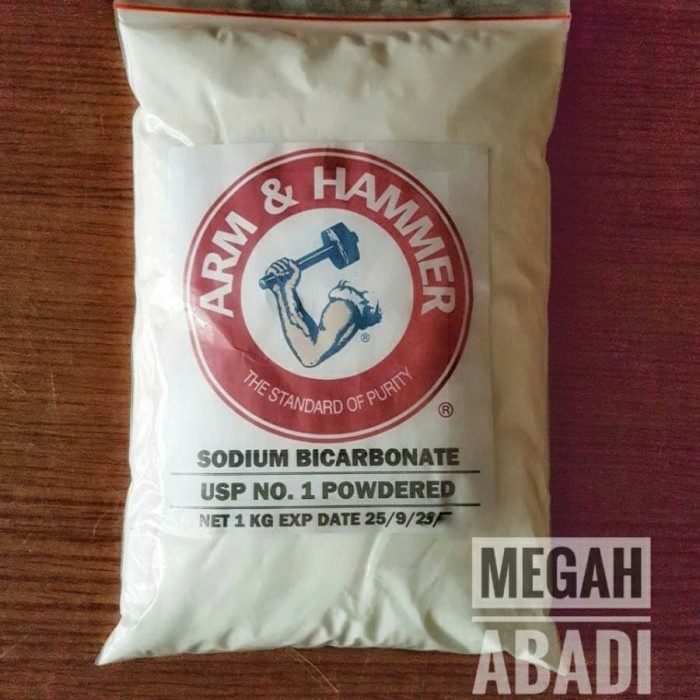 ARM & HAMMER
®
THE STANDARD OF PURITY
®
SODIUM BICARBONATE
USP NO. 1 POWDERED
NET 1 KG EXP DATE 25/9/
MEGAH
ABADI